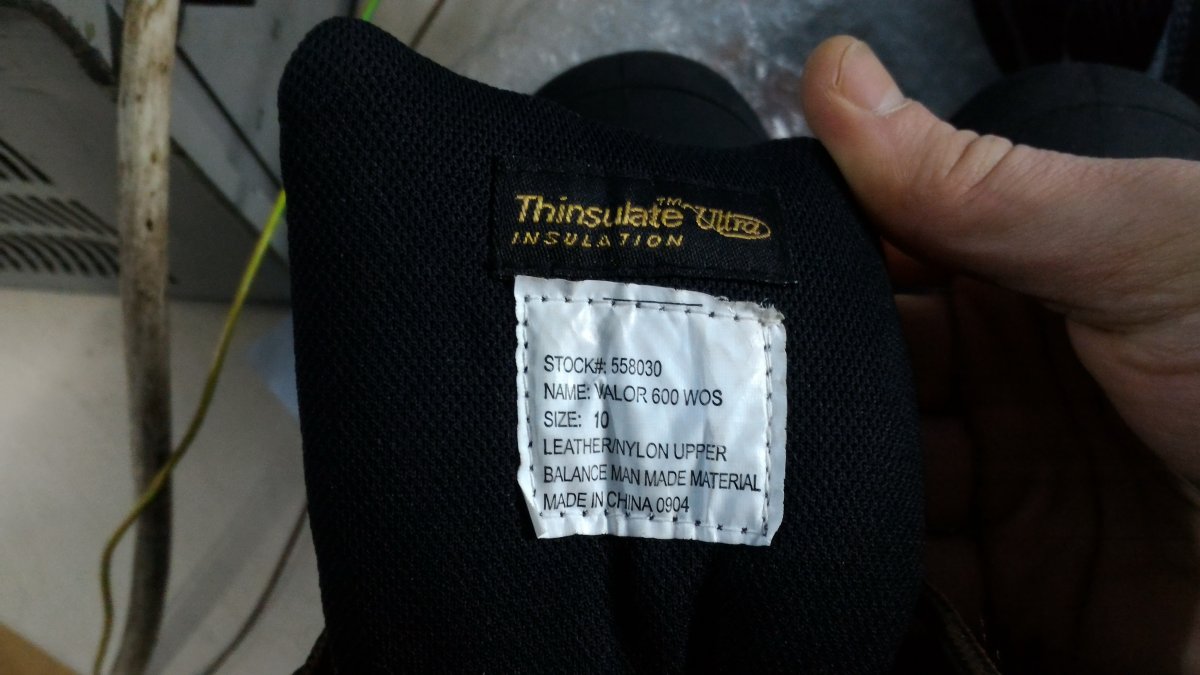 Thinsulate™ Ultra
INSULATION
STOCK#: 558030
NAME: VALOR 600 WOS
SIZE: 10
LEATHER/NYLON UPPER
BALANCE MAN MADE MATERIAL
MADE IN CHINA 0904